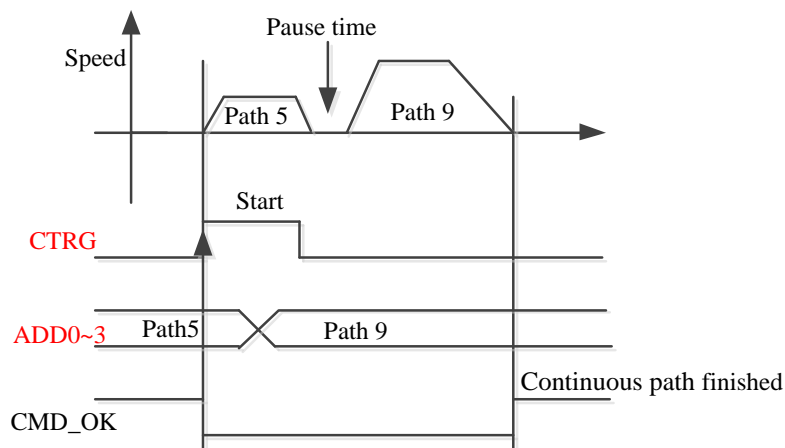 Pause time
Speed
Path 5
Path 9
Start
CTRG
ADD0~3
Path5
Path 9
Continuous path finished
CMD_OK